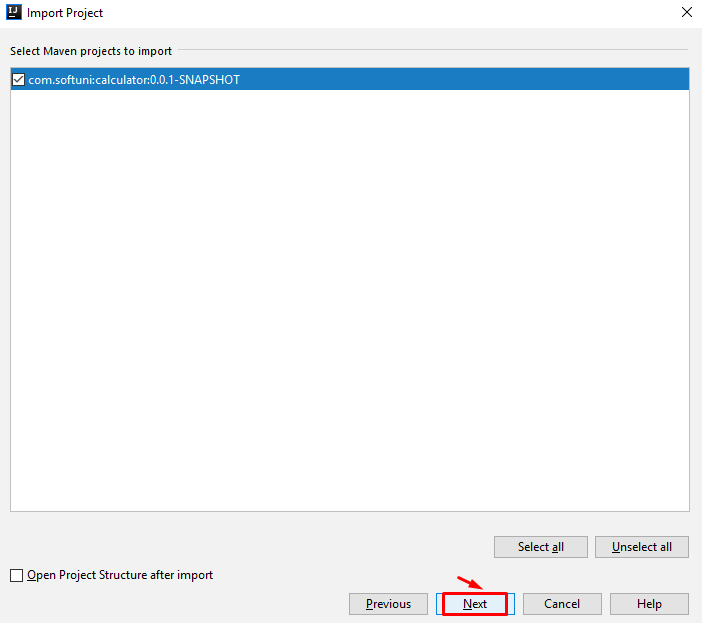 IJ
Import Project
Select Maven projects to import
com.softuni:calculator:0.0.1-SNAPSHOT
Select all
Unselect all
Open Project Structure after import
Previous
Next
Cancel
Help